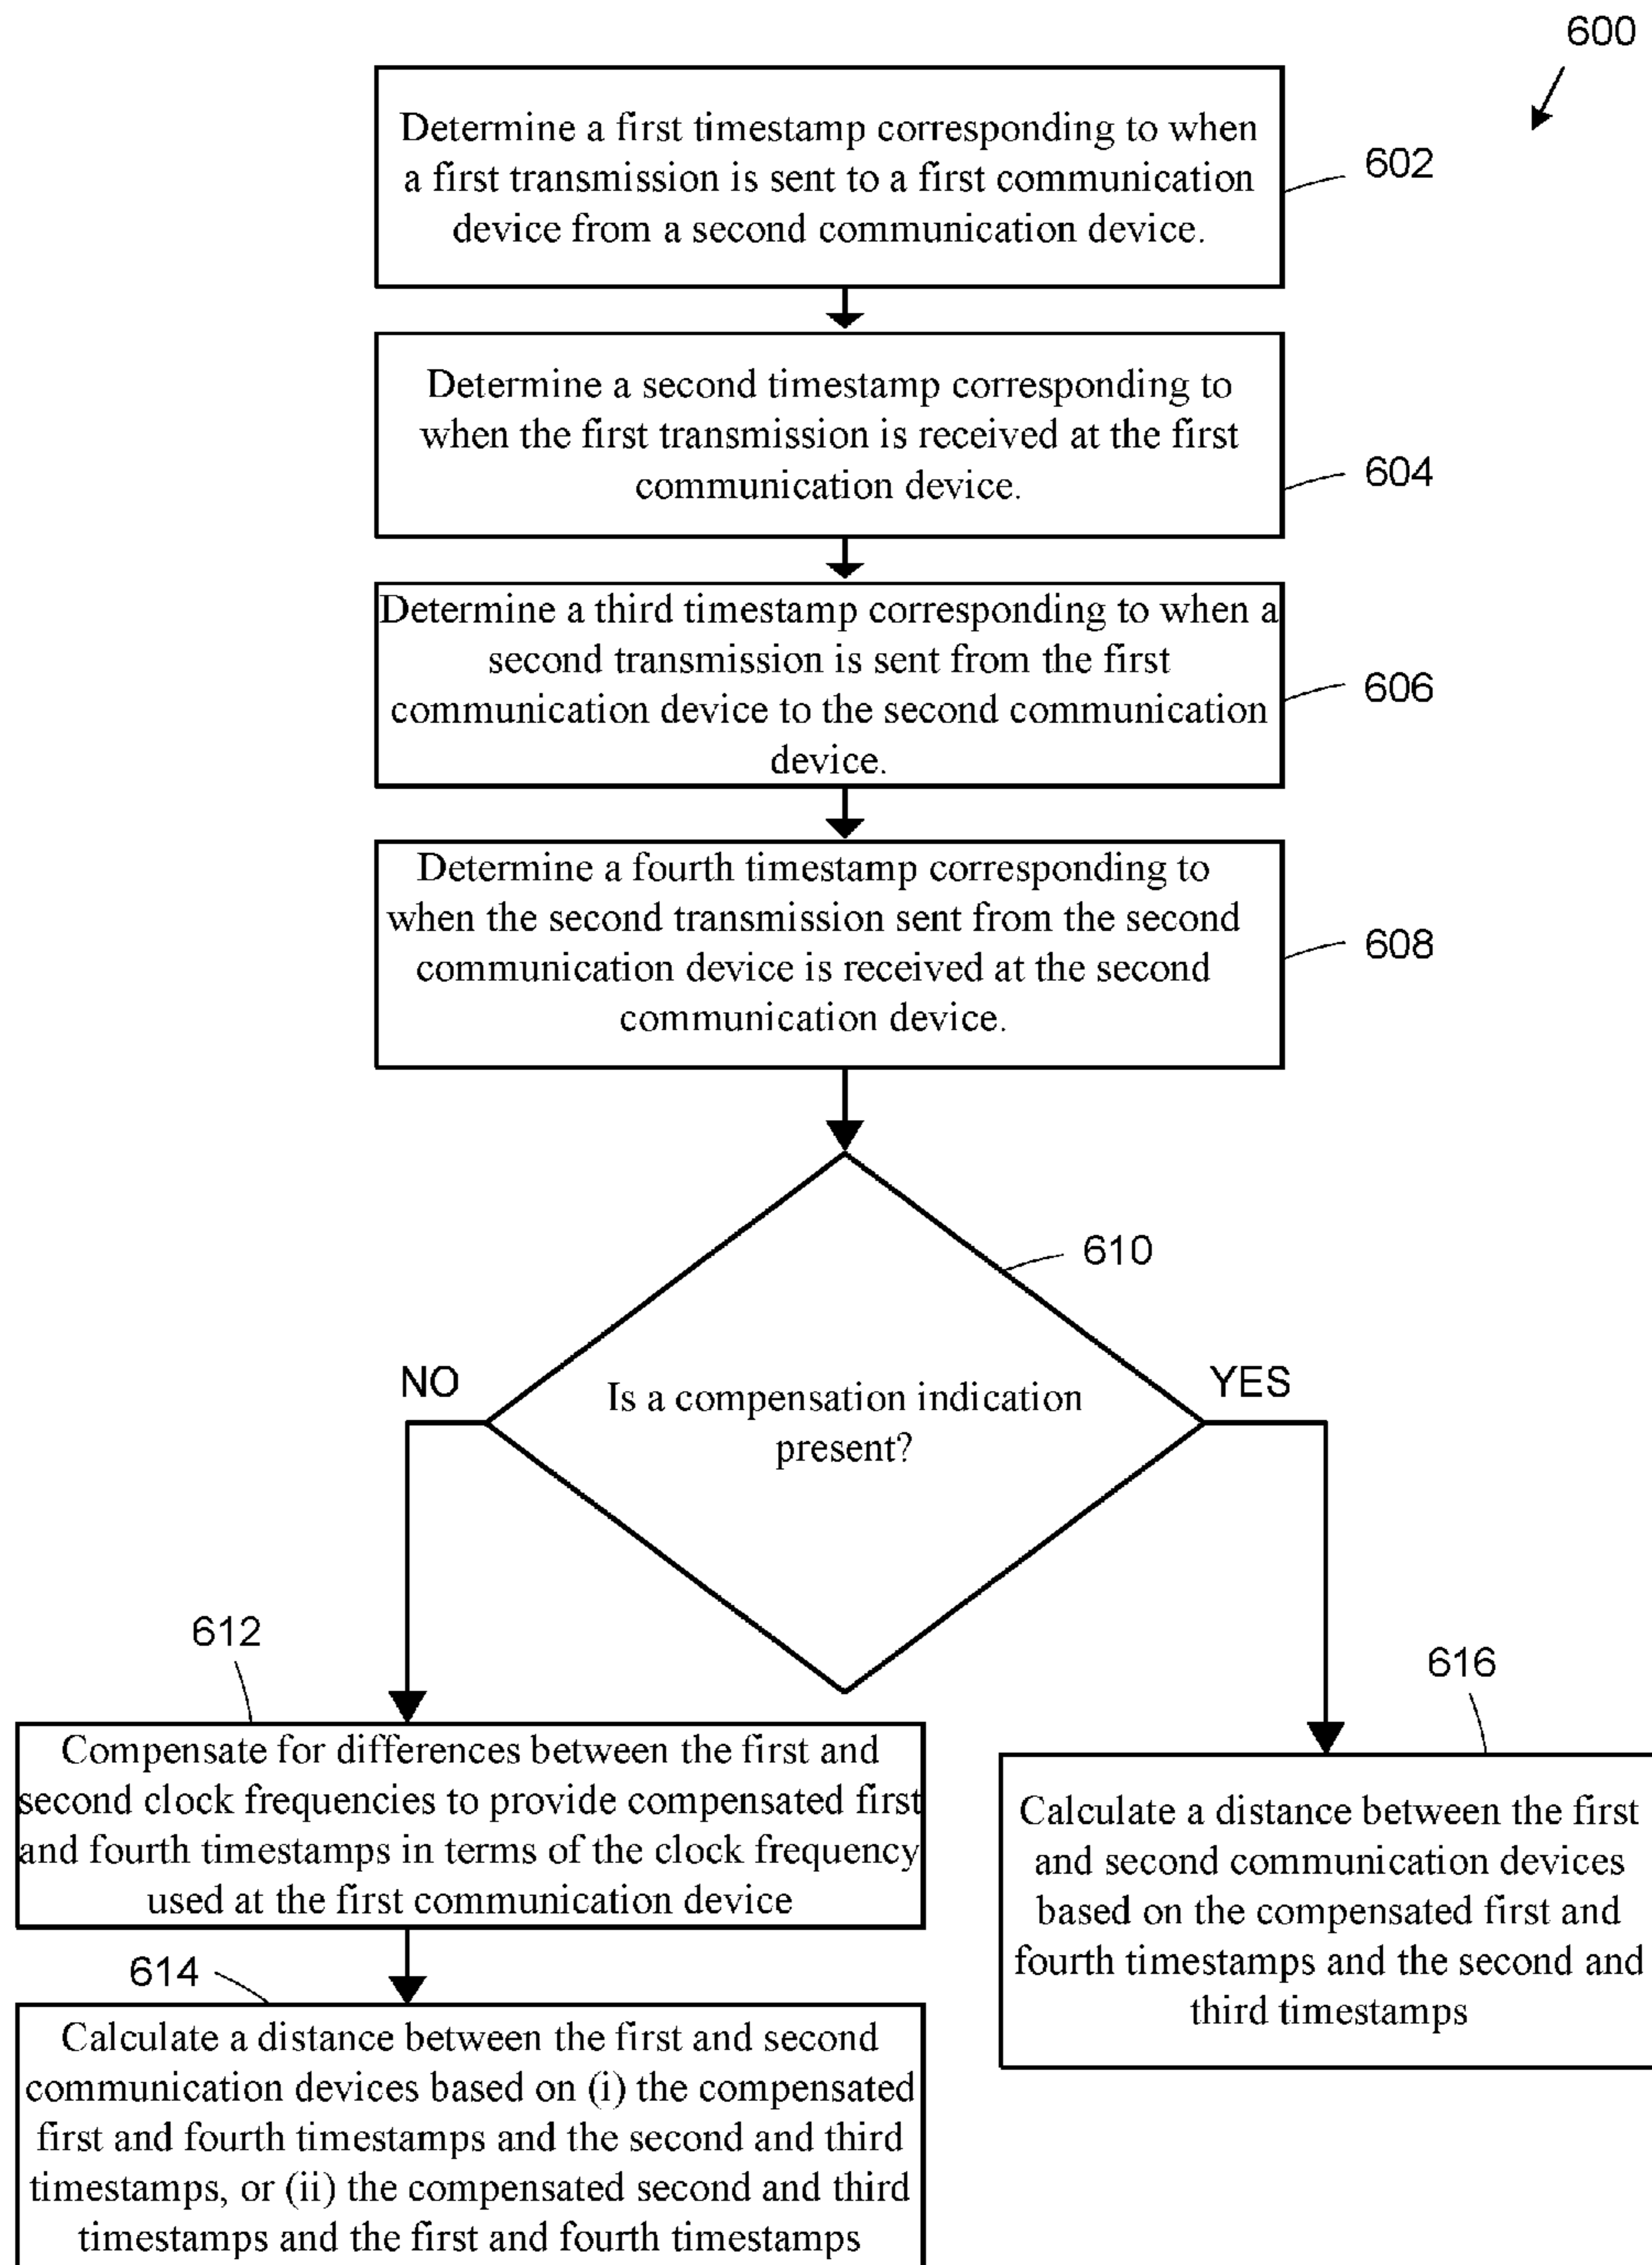 600
Determine a first timestamp corresponding to when
a first transmission is sent to a first communication
device from a second communication device.
602
Determine a second timestamp corresponding to
when the first transmission is received at the first
communication device.
604
Determine a third timestamp corresponding to when a
second transmission is sent from the first
communication device to the second communication
device.
606
Determine a fourth timestamp corresponding to
when the second transmission sent from the second
communication device is received at the second
communication device.
608
610
Is a compensation indication
present?
NO
YES
612
Compensate for differences between the first and
second clock frequencies to provide compensated first
and fourth timestamps in terms of the clock frequency
used at the first communication device
614
Calculate a distance between the first and second
communication devices based on (i) the compensated
first and fourth timestamps and the second and third
timestamps, or (ii) the compensated second and third
timestamps and the first and fourth timestamps
616
Calculate a distance between the first
and second communication devices
based on the compensated first and
fourth timestamps and the second and
third timestamps